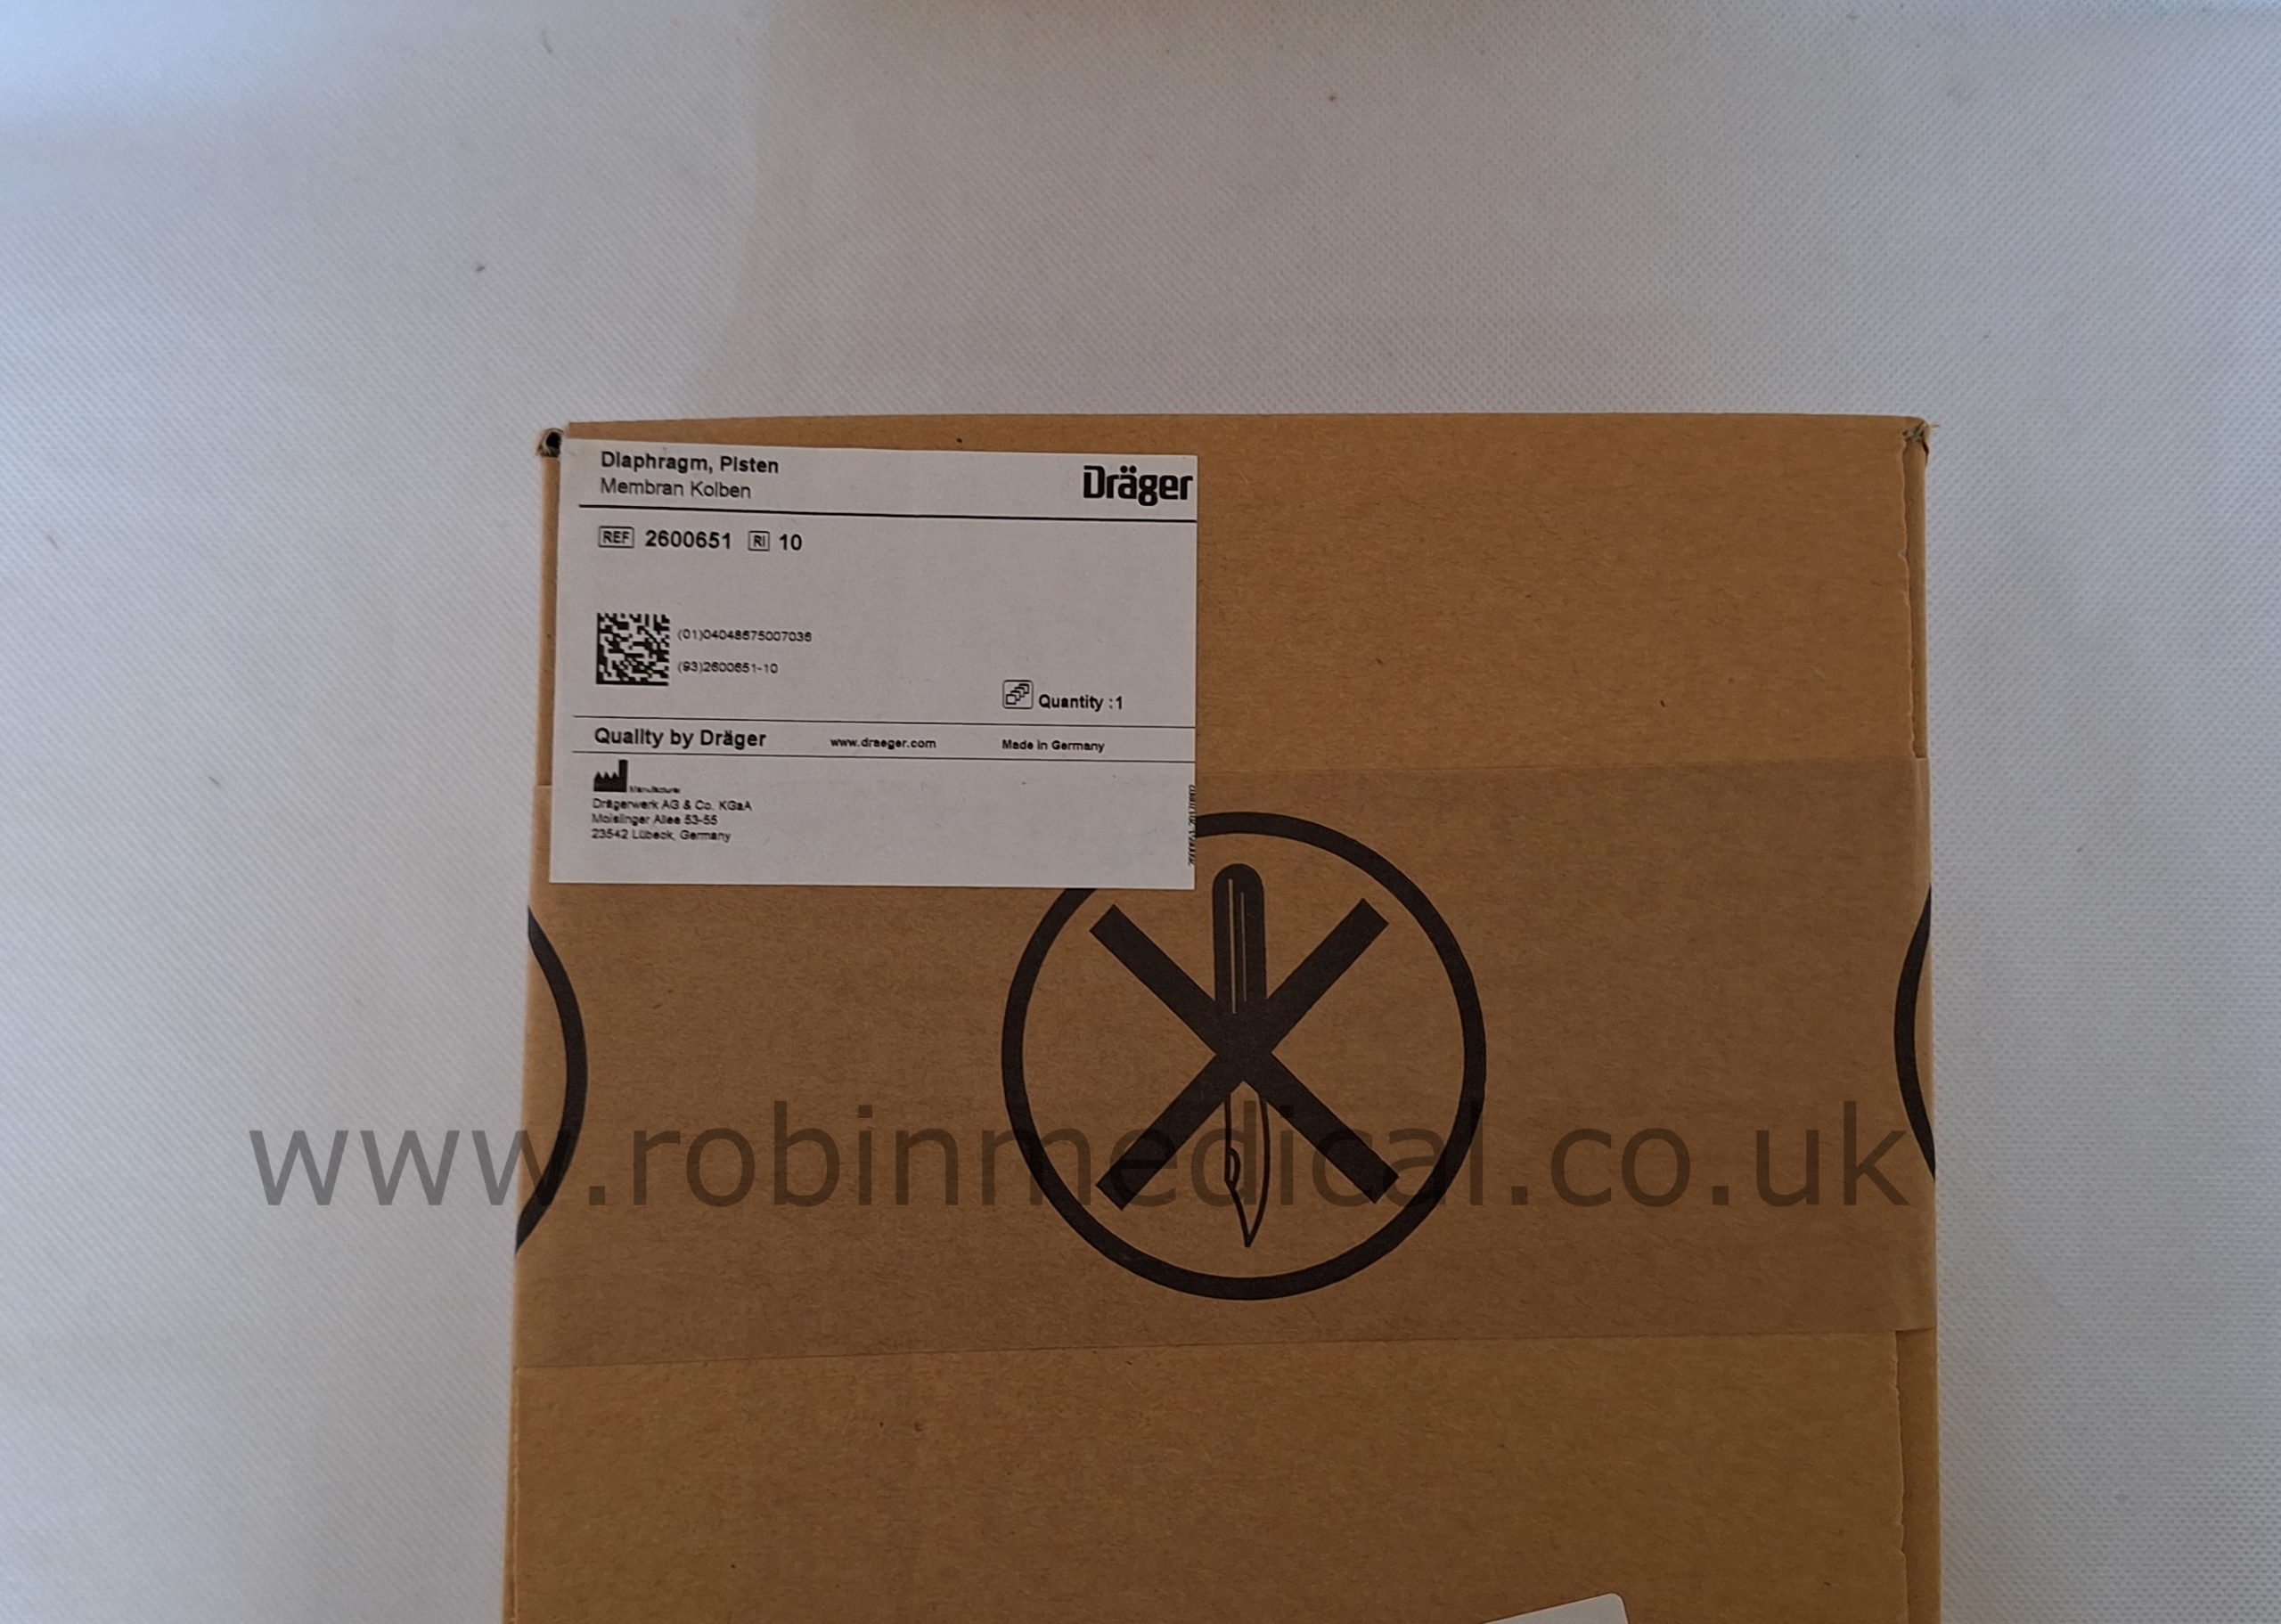 Diaphragm, Pisten
Membran Kolben
Dräger
REF 2600651 RI 10
(01)04048675007036
(93)2600651-10
Quantity : 1
Quality by Dräger www.draeger.com Made in Germany
Manufacturer
Drägerwerk AG & Co. KGaA
Moislinger Allee 53-55
23542 Lübeck, Germany
www.robinmedical.co.uk